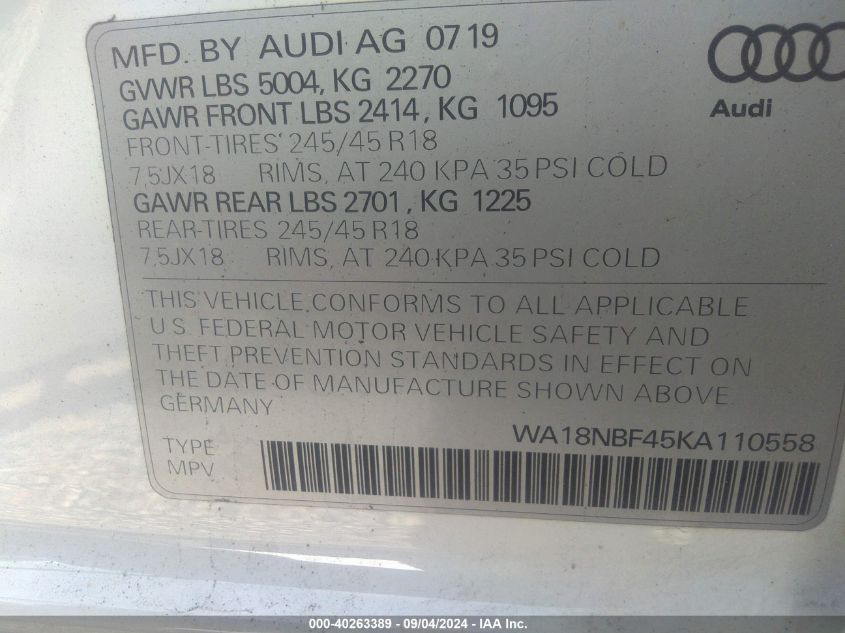 MFD. BY AUDI AG 0719
GVWR LBS 5004, KG 2270
GAWR FRONT LBS 2414, KG 1095
FRONT-TIRES 245/45 R18
7,5JX18 RIMS, AT 240 KPA 35 PSI COLD
GAWR REAR LBS 2701, KG 1225
REAR-TIRES 245/45 R18
7,5JX18 RIMS, AT 240 KPA 35 PSI COLD
Audi
THIS VEHICLE CONFORMS TO ALL APPLICABLE
U.S. FEDERAL MOTOR VEHICLE SAFETY AND
THEFT PREVENTION STANDARDS IN EFFECT ON
THE DATE OF MANUFACTURE SHOWN ABOVE.
GERMANY
WA18NBF45KA110558
TYPE
MPV
000-40263389 - 09/04/2024 - IAA Inc.